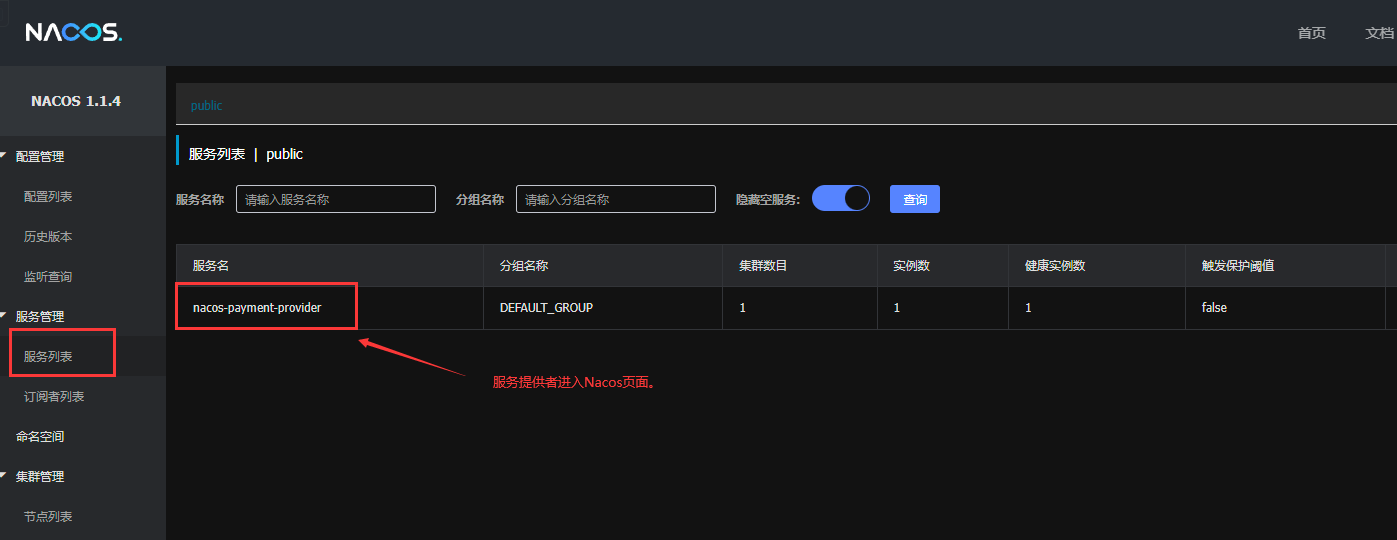 NACOS.
首页 文档
NACOS 1.1.4
public
配置管理
服务列表 | public
配置列表
服务名称 请输入服务名称 分组名称 请输入分组名称 隐藏空服务: 查询
历史版本
监听查询
服务名 分组名称 集群数目 实例数 健康实例数 触发保护阈值
服务管理
nacos-payment-provider DEFAULT_GROUP 1 1 1 false
服务列表
服务提供者进入Nacos页面。
订阅者列表
命名空间
集群管理
节点列表